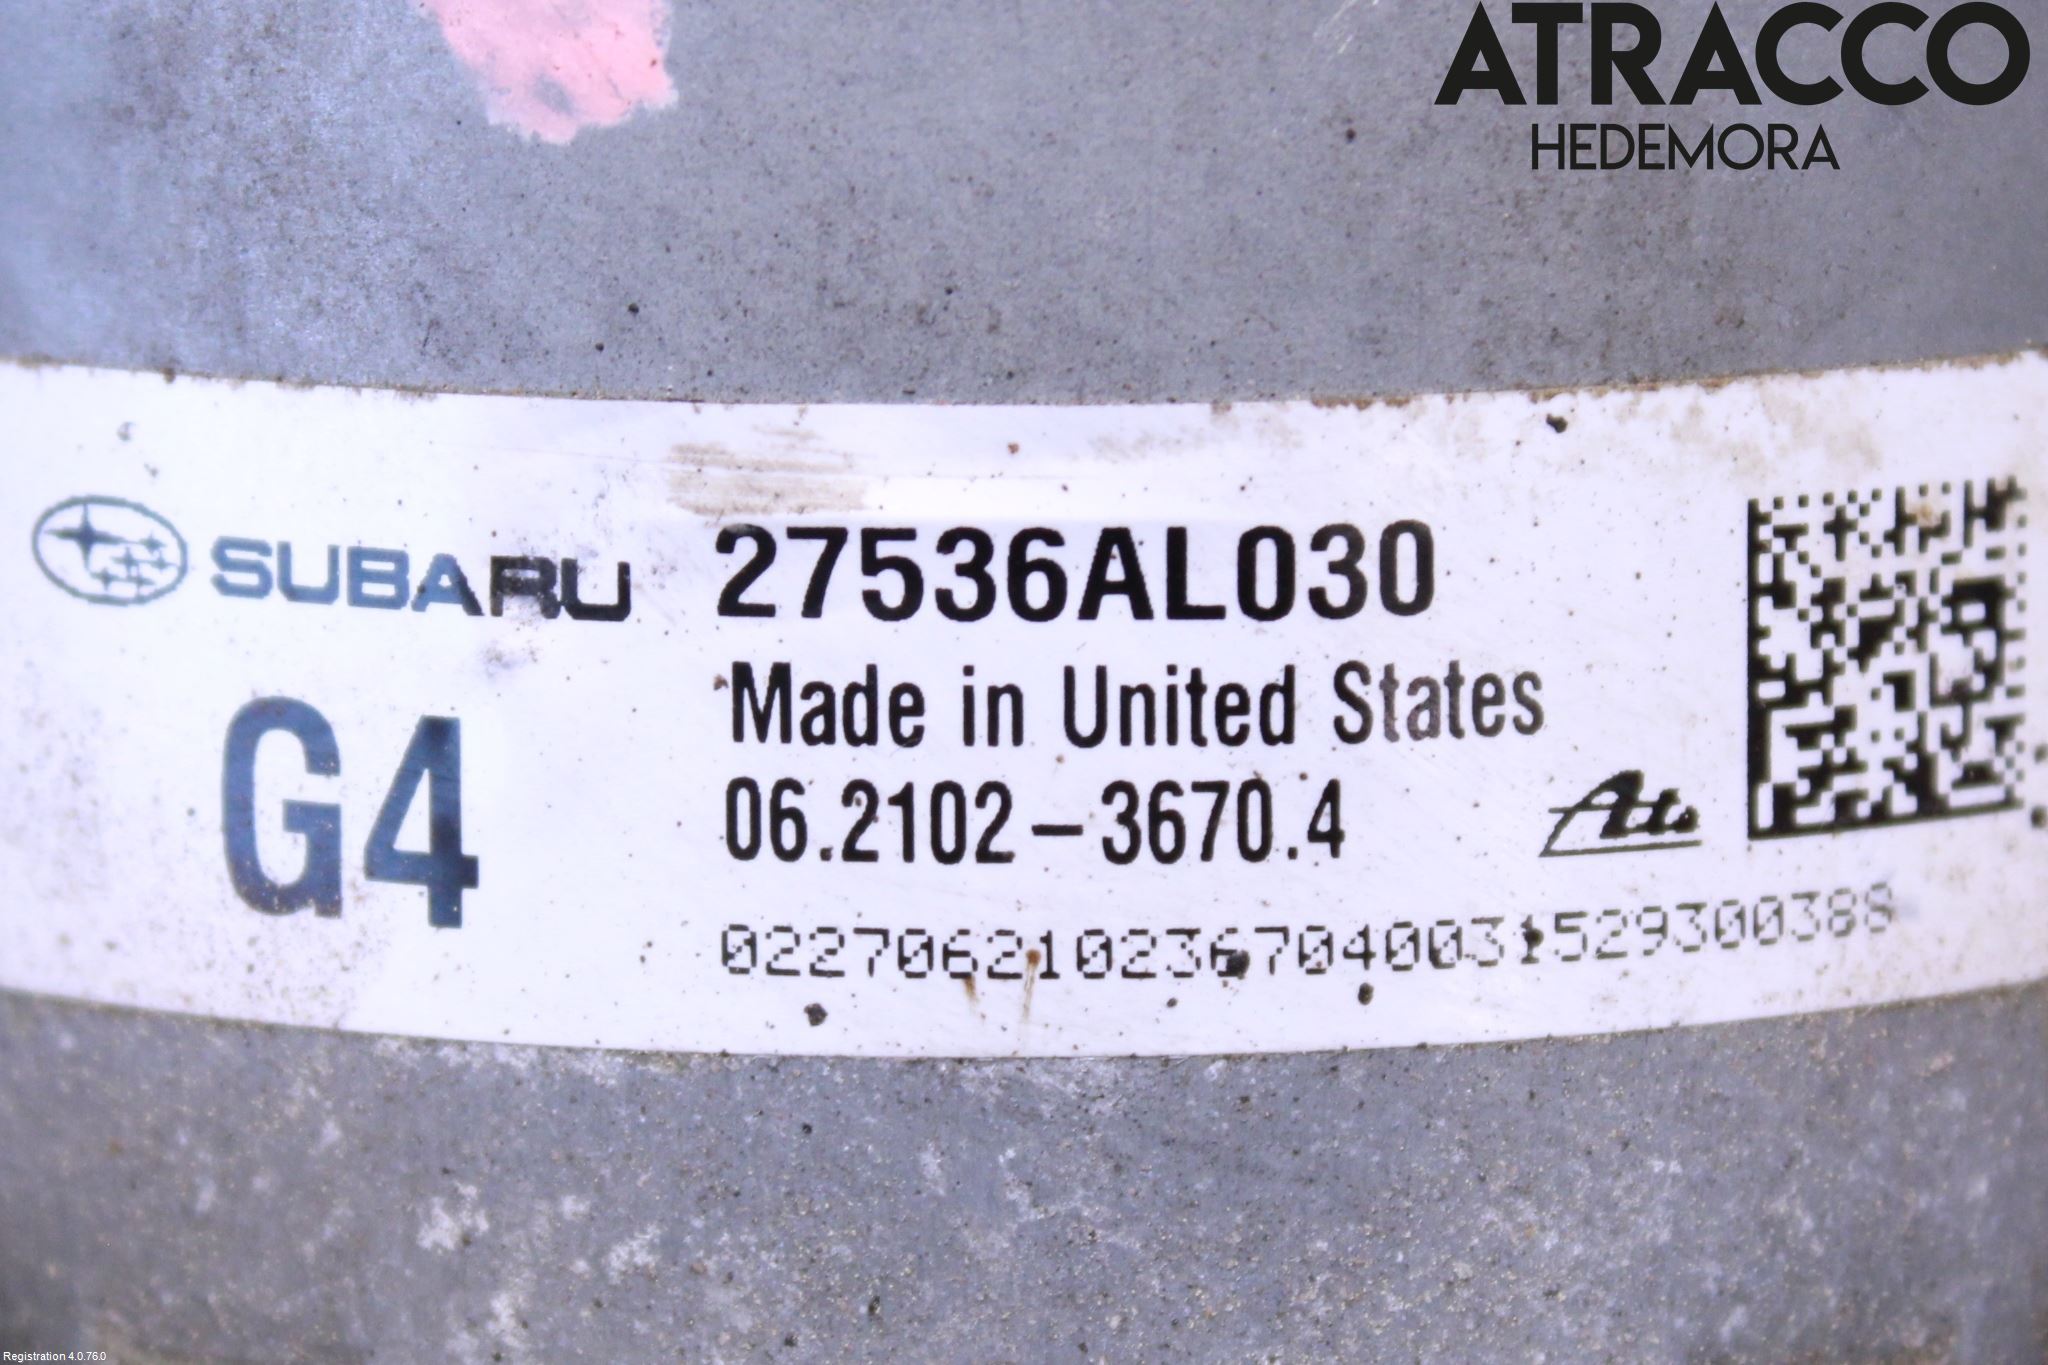 ATRACCO
HEDEMORA
SUBARU 27536AL030
G4
Made in United States
06.2102-3670.4
Ate
0227062102367040031529300388
Registration 4.0.76.0